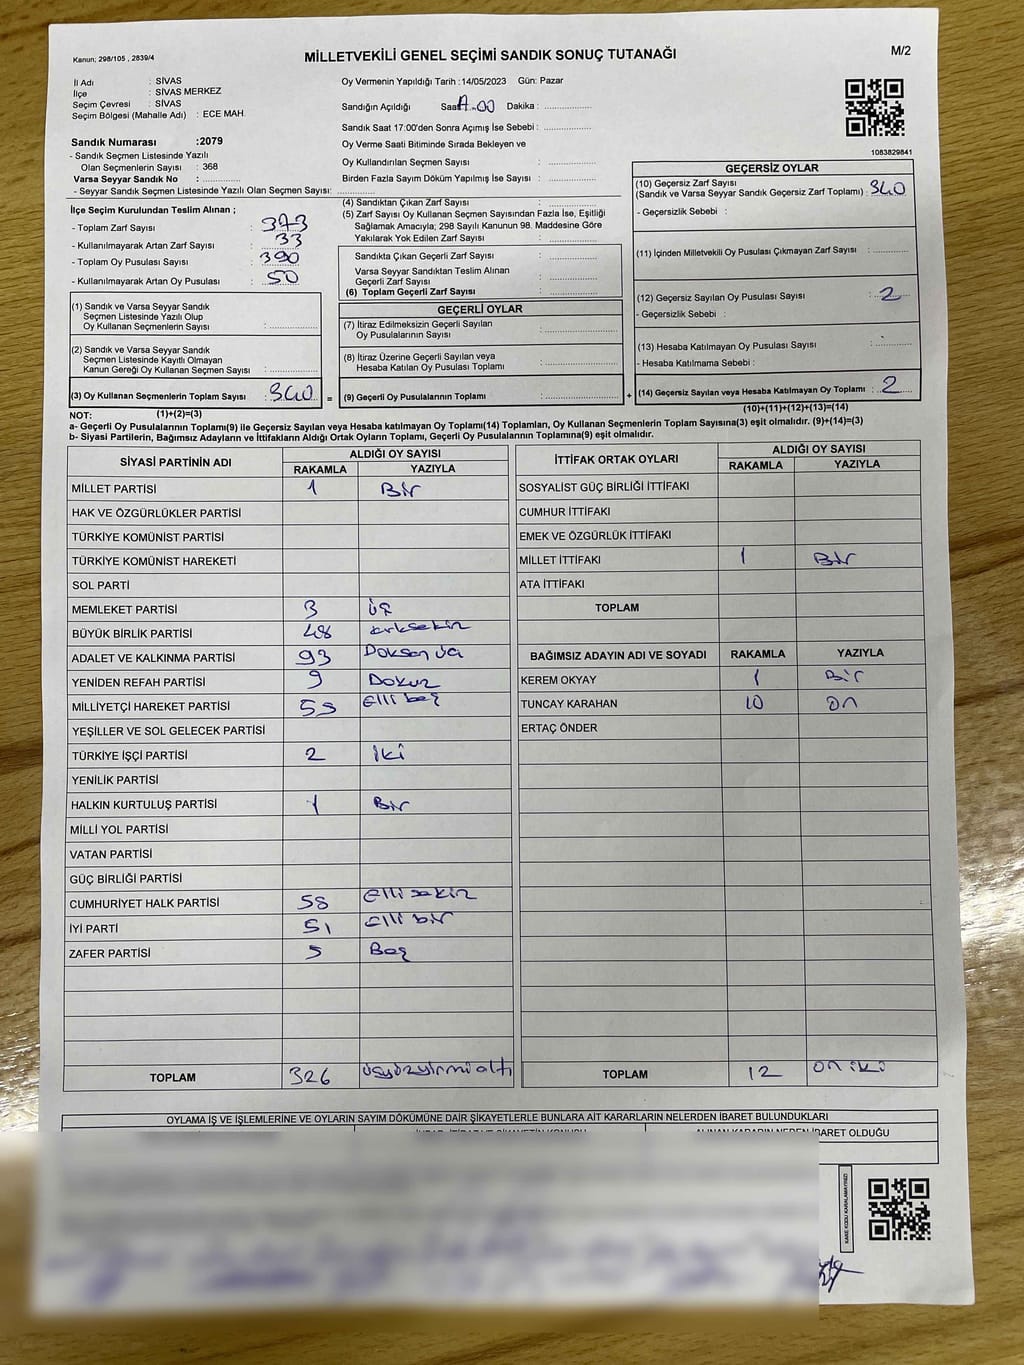 Kanun; 298/105 , 2839/4
MİLLETVEKİLİ GENEL SEÇİMİ SANDIK SONUÇ TUTANAĞI
M/2
İl Adı : SİVAS
İlçe : SİVAS MERKEZ
Seçim Çevresi : SİVAS
Seçim Bölgesi (Mahalle Adı) : ECE MAH.
Sandık Numarası :2079
- Sandık Seçmen Listesinde Yazılı
Olan Seçmenlerin Sayısı : 368
Varsa Seyyar Sandık No : ..............
- Seyyar Sandık Seçmen Listesinde Yazılı Olan Seçmen Sayısı: ..............
Oy Vermenin Yapıldığı Tarih :14/05/2023 Gün: Pazar
Sandığın Açıldığı Saat Dakika : ..............
Sandık Saat 17:00'den Sonra Açımış İse Sebebi : ..............
Oy Verme Saati Bitiminde Sırada Bekleyen ve
Oy Kullandırılan Seçmen Sayısı : ..............
Birden Fazla Sayım Döküm Yapılmış İse Sayısı : ..............
1083829841
İlçe Seçim Kurulundan Teslim Alınan ;
- Toplam Zarf Sayısı : 373
- Kullanılmayarak Artan Zarf Sayısı : 33
- Toplam Oy Pusulası Sayısı : 390
- Kullanılmayarak Artan Oy Pusulası : 50
(1) Sandık ve Varsa Seyyar Sandık
Seçmen Listesinde Yazılı Olup
Oy Kullanan Seçmenlerin Sayısı : ..............
(2) Sandık ve Varsa Seyyar Sandık
Seçmen Listesinde Kayıtlı Olmayan
Kanun Gereği Oy Kullanan Seçmen Sayısı : ..............
(3) Oy Kullanan Seçmenlerin Toplam Sayısı : 340 =
(4) Sandıktan Çıkan Zarf Sayısı : ..............
(5) Zarf Sayısı Oy Kullanan Seçmen Sayısından Fazla İse, Eşitliği
Sağlamak Amacıyla; 298 Sayılı Kanunun 98. Maddesine Göre
Yakılarak Yok Edilen Zarf Sayısı : ..............
Sandıkta Çıkan Geçerli Zarf Sayısı : ..............
Varsa Seyyar Sandıktan Teslim Alınan
Geçerli Zarf Sayısı : ..............
(6) Toplam Geçerli Zarf Sayısı : ..............
GEÇERLİ OYLAR
(7) İtiraz Edilmeksizin Geçerli Sayılan
Oy Pusulalarının Sayısı : ..............
(8) İtiraz Üzerine Geçerli Sayılan veya
Hesaba Katılan Oy Pusulası Toplamı : ..............
(9) Geçerli Oy Pusulalarının Toplamı : .............. +
GEÇERSİZ OYLAR
(10) Geçersiz Zarf Sayısı
(Sandık ve Varsa Seyyar Sandık Geçersiz Zarf Toplamı) : 340
- Geçersizlik Sebebi :
(11) İçinden Milletvekili Oy Pusulası Çıkmayan Zarf Sayısı : ..............
(12) Geçersiz Sayılan Oy Pusulası Sayısı : 2
- Geçersizlik Sebebi :
(13) Hesaba Katılmayan Oy Pusulası Sayısı : ..............
- Hesaba Katılmama Sebebi :
(14) Geçersiz Sayılan veya Hesaba Katılmayan Oy Toplamı : 2
NOT: (1)+(2)=(3)
(10)+(11)+(12)+(13)=(14)
a- Geçerli Oy Pusulalarının Toplamı(9) ile Geçersiz Sayılan veya Hesaba katılmayan Oy Toplamı(14) Toplamları, Oy Kullanan Seçmenlerin Toplam Sayısına(3) eşit olmalıdır. (9)+(14)=(3)
b- Siyasi Partilerin, Bağımsız Adayların ve İttifakların Aldığı Ortak Oyların Toplamı, Geçerli Oy Pusulalarının Toplamına(9) eşit olmalıdır.
SİYASİ PARTİNİN ADI ALDIĞI OY SAYISI
RAKAMLA YAZIYLA
MİLLET PARTİSİ 1 Bir
HAK VE ÖZGÜRLÜKLER PARTİSİ
TÜRKİYE KOMÜNİST PARTİSİ
TÜRKİYE KOMÜNİST HAREKETİ
SOL PARTİ
MEMLEKET PARTİSİ 3 üç
BÜYÜK BİRLİK PARTİSİ 48 kırksekiz
ADALET VE KALKINMA PARTİSİ 93 Doksan üç
YENİDEN REFAH PARTİSİ 9 Dokuz
MİLLİYETÇİ HAREKET PARTİSİ 55 elli beş
YEŞİLLER VE SOL GELECEK PARTİSİ
TÜRKİYE İŞÇİ PARTİSİ 2 iki
YENİLİK PARTİSİ
HALKIN KURTULUŞ PARTİSİ 1 Bir
MİLLİ YOL PARTİSİ
VATAN PARTİSİ
GÜÇ BİRLİĞİ PARTİSİ
CUMHURİYET HALK PARTİSİ 58 elli sekiz
İYİ PARTİ 51 elli bir
ZAFER PARTİSİ 5 Beş
TOPLAM 326 üçyüzyirmialtı
İTTİFAK ORTAK OYLARI ALDIĞI OY SAYISI
RAKAMLA YAZIYLA
SOSYALİST GÜÇ BİRLİĞİ İTTİFAKI
CUMHUR İTTİFAKI
EMEK VE ÖZGÜRLÜK İTTİFAKI
MİLLET İTTİFAKI 1 Bir
ATA İTTİFAKI
TOPLAM
BAĞIMSIZ ADAYIN ADI VE SOYADI RAKAMLA YAZIYLA
KEREM OKYAY 1 Bir
TUNCAY KARAHAN 10 on
ERTAÇ ÖNDER
TOPLAM 12 on iki
OYLAMA İŞ VE İŞLEMLERİNE VE OYLARIN SAYIM DÖKÜMÜNE DAİR ŞİKAYETLERLE BUNLARA AİT KARARLARIN NELERDEN İBARET BULUNDUKLARI
İBARET OLDUĞU
KARE KODU KARALAMAYINIZ!